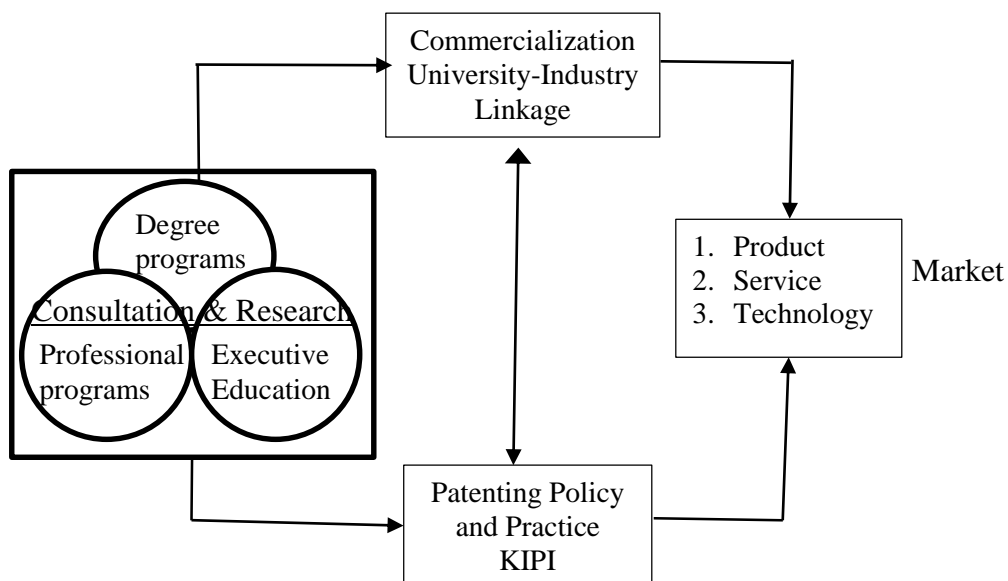 Commercialization
University-Industry
Linkage
Degree
programs
Consultation & Research
Professional
programs
Executive
Education
1. Product
2. Service
3. Technology
Market
Patenting Policy
and Practice
KIPI